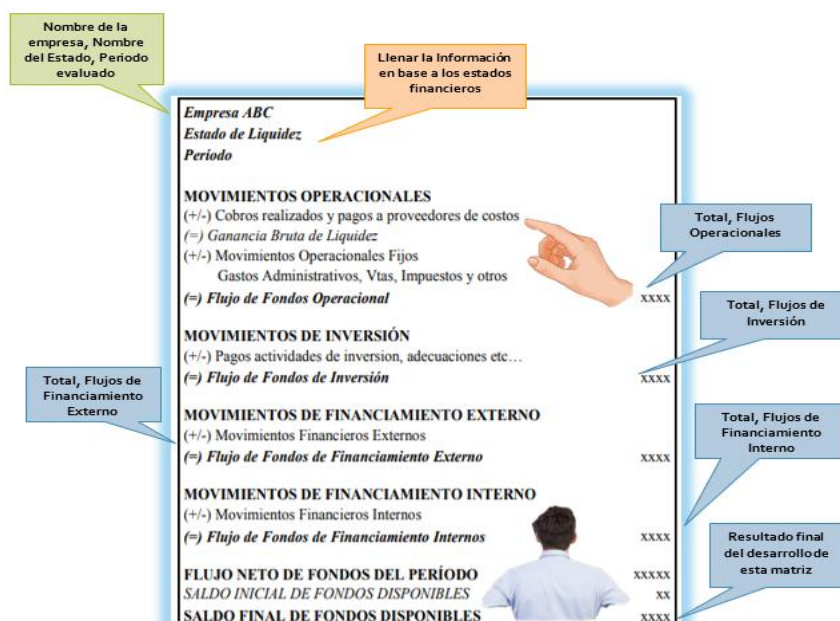 Nombre de la
empresa, Nombre
del Estado, Periodo
evaluado
Llenar la Información
en base a los estados
financieros
Empresa ABC
Estado de Liquidez
Período
MOVIMIENTOS OPERACIONALES
(+/-) Cobros realizados y pagos a proveedores de costos
(=) Ganancia Bruta de Liquidez
(+/-) Movimientos Operacionales Fijos
Gastos Administrativos, Vtas, Impuestos y otros
(=) Flujo de Fondos Operacional xxxx
Total, Flujos
Operacionales
MOVIMIENTOS DE INVERSIÓN
(+/-) Pagos actividades de inversion, adecuaciones etc…
(=) Flujo de Fondos de Inversión xxxx
Total, Flujos de
Inversión
Total, Flujos de
Financiamiento
Externo
MOVIMIENTOS DE FINANCIAMIENTO EXTERNO
(+/-) Movimientos Financieros Externos
(=) Flujo de Fondos de Financiamiento Externo xxxx
Total, Flujos de
Financiamiento
Interno
MOVIMIENTOS DE FINANCIAMIENTO INTERNO
(+/-) Movimientos Financieros Internos
(=) Flujo de Fondos de Financiamiento Internos xxxx
Resultado final
del desarrollo de
esta matriz
FLUJO NETO DE FONDOS DEL PERÍODO xxxxx
SALDO INICIAL DE FONDOS DISPONIBLES xx
SALDO FINAL DE FONDOS DISPONIBLES xxxx